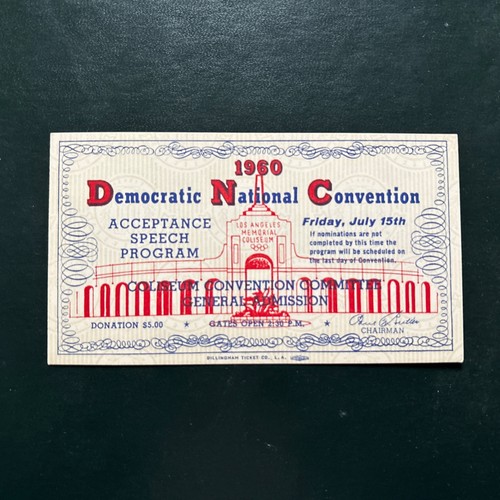 1960
Democratic National Convention
ACCEPTANCE
SPEECH
PROGRAM
LOS ANGELES
MEMORIAL
COLISEUM
Friday, July 15th
If nominations are not
completed by this time the
program will be scheduled on
the last day of Convention.
COLISEUM CONVENTION COMMITTEE
GENERAL ADMISSION
DONATION $5.00 ★ GATES OPEN 1:30 P.M. ★
CHAIRMAN
DILLINGHAM TICKET CO., L. A.